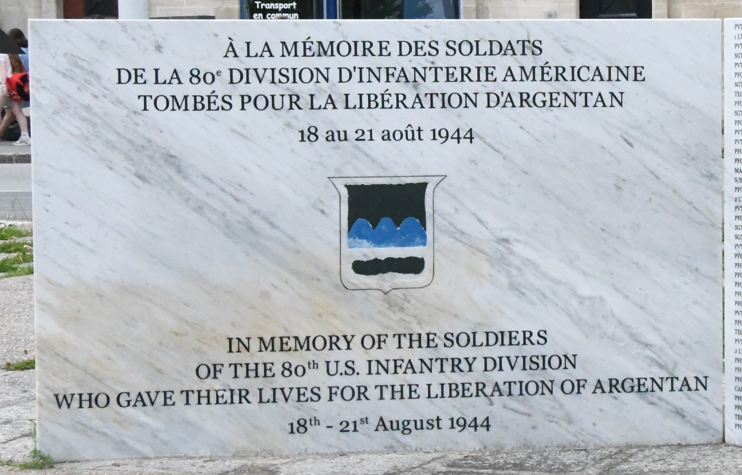 Transport
en commun
À LA MÉMOIRE DES SOLDATS
DE LA 80e DIVISION D'INFANTERIE AMÉRICAINE
TOMBÉS POUR LA LIBÉRATION D'ARGENTAN
18 au 21 août 1944
IN MEMORY OF THE SOLDIERS
OF THE 80th U.S. INFANTRY DIVISION
WHO GAVE THEIR LIVES FOR THE LIBERATION OF ARGENTAN
18th - 21st August 1944